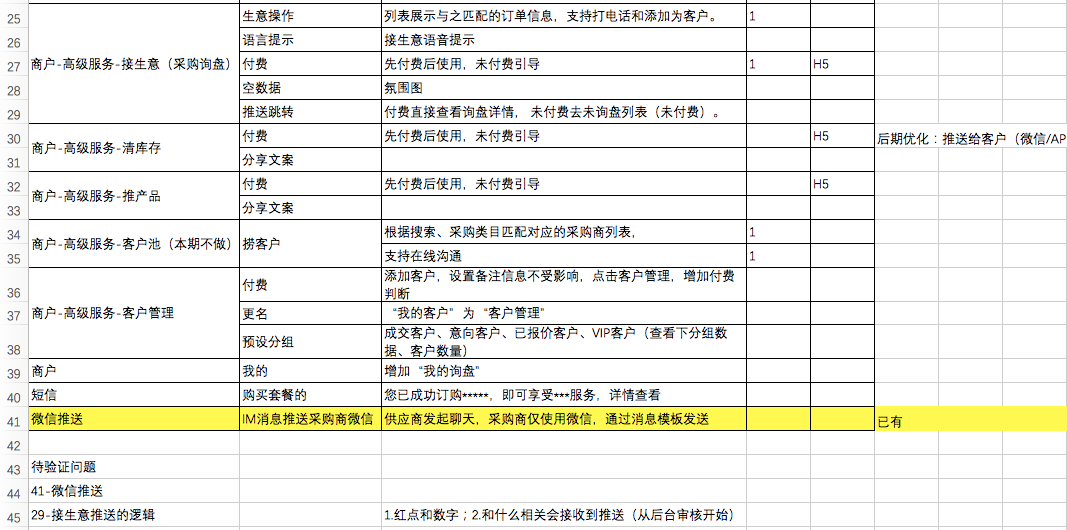 25 生意操作 列表展示与之匹配的订单信息，支持打电话和添加为客户。 1
26 语言提示 接生意语音提示
27 商户-高级服务-接生意（采购询盘） 付费 先付费后使用，未付费引导 1 H5
28 空数据 氛围图
29 推送跳转 付费直接查看询盘详情， 未付费去未询盘列表（未付费）。
30 商户-高级服务-清库存 付费 先付费后使用，未付费引导 H5 后期优化：推送给客户（微信/AP
31 分享文案
32 商户-高级服务-推产品 付费 先付费后使用，未付费引导 H5
33 分享文案
34 商户-高级服务-客户池（本期不做） 捞客户 根据搜索、采购类目匹配对应的采购商列表， 1
35 支持在线沟通 1
36 商户-高级服务-客户管理 付费 添加客户，设置备注信息不受影响，点击客户管理，增加付费
判断
37 更名 “我的客户”为“客户管理”
38 预设分组 成交客户、意向客户、已报价客户、VIP客户（查看下分组数
据、客户数量）
39 商户 我的 增加“我的询盘”
40 短信 购买套餐的 您已成功订购*****，即可享受***服务，详情查看
41 微信推送 IM消息推送采购商微信 供应商发起聊天，采购商仅使用微信，通过消息模板发送 已有
42
43 待验证问题
44 41-微信推送
45 29-接生意推送的逻辑 1.红点和数字；2.和什么相关会接收到推送（从后台审核开始）